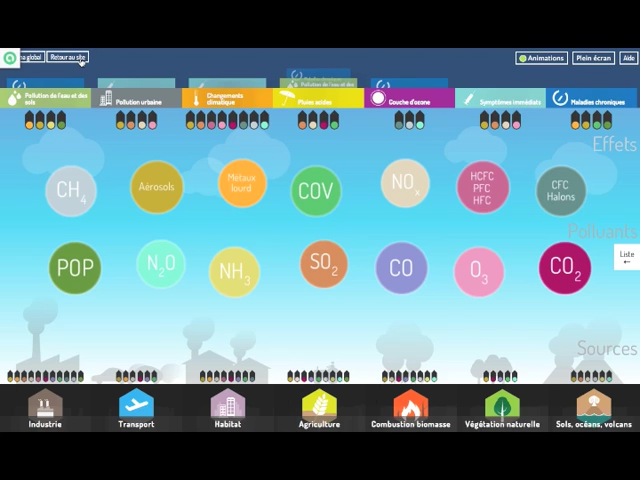 global Retour au site Animations Plein écran Aide
Pollution de l'eau et des sols
Pollution urbaine
Changements climatique
Pluies acides
Couche d'ozone
Symptômes immédiats
Maladies chroniques
Effets
CH4
Aérosols
Métaux lourd
COV
NOx
HCFC
PFC
HFC
CFC
Halons
Polluants
POP
N2O
NH3
SO2
CO
O3
CO2
Liste
←
Sources
Industrie
Transport
Habitat
Agriculture
Combustion biomasse
Végétation naturelle
Sols, océans, volcans